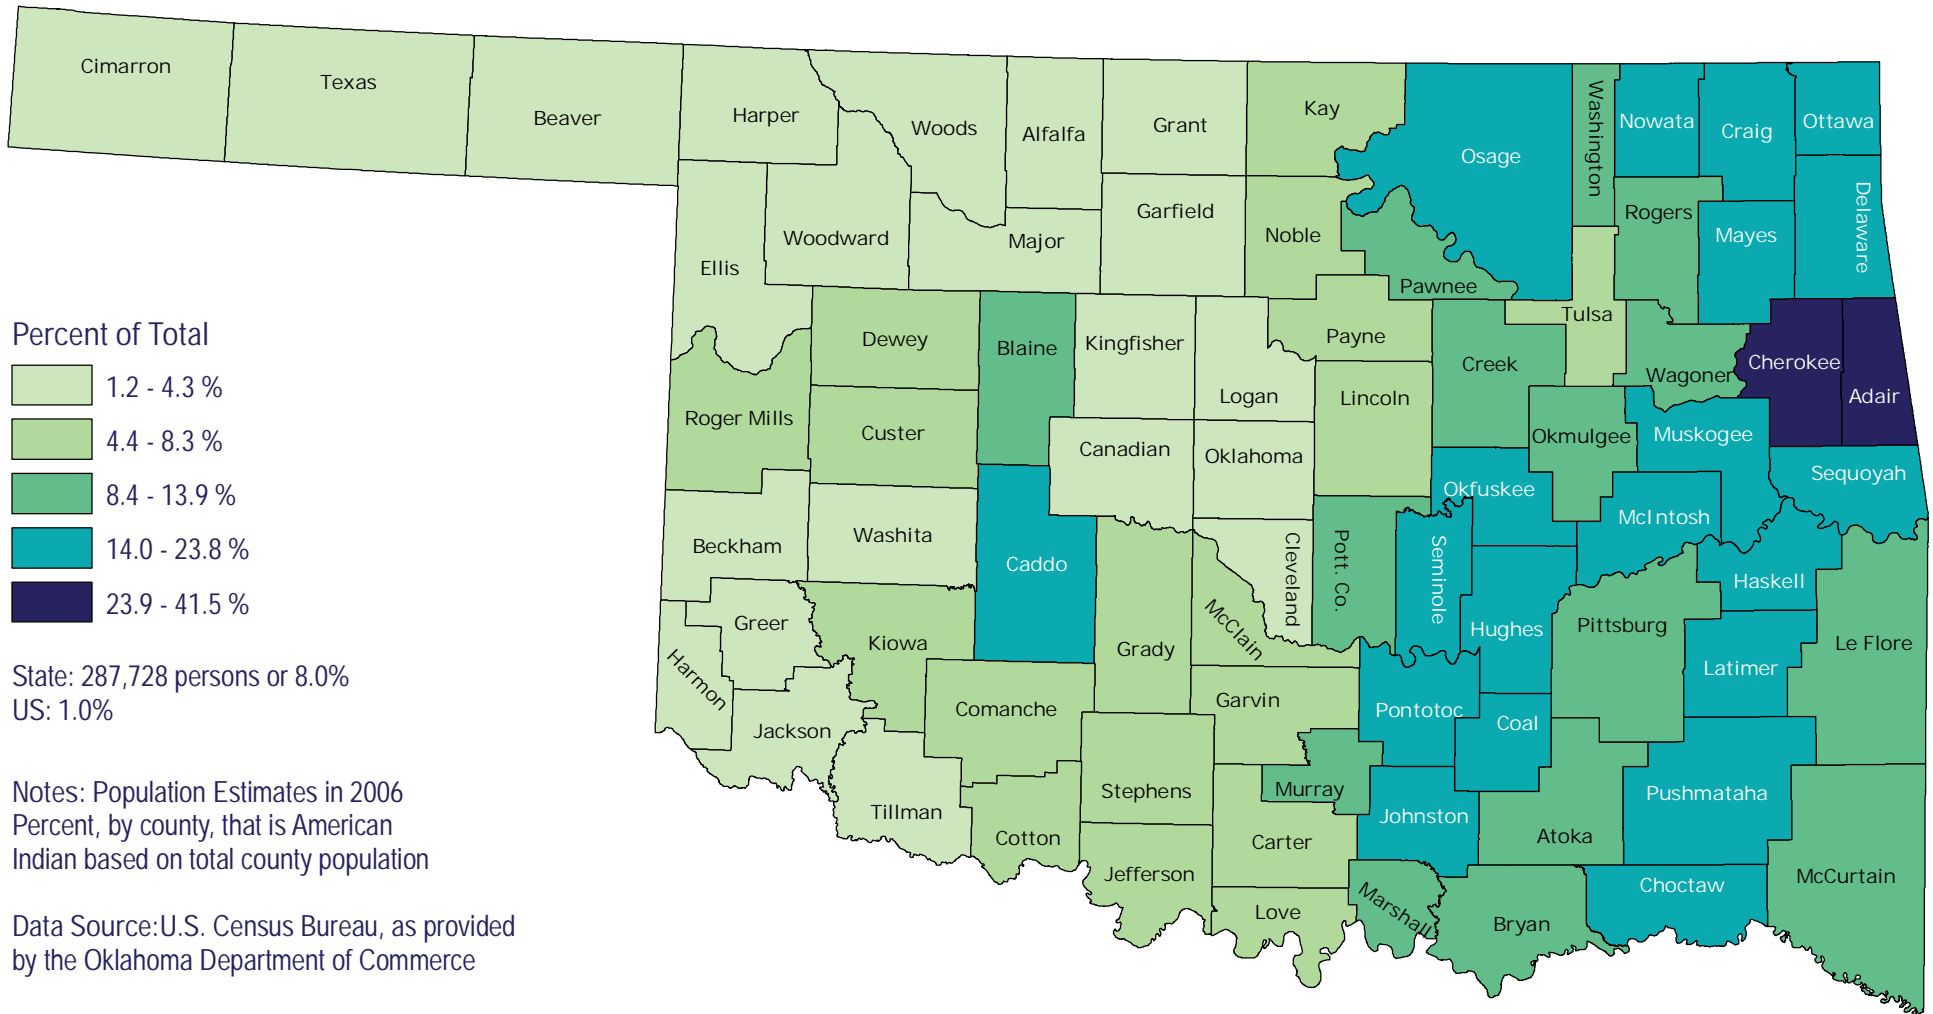 Cimarron
Texas
Beaver
Harper
Woods
Alfalfa
Grant
Kay
Osage
Washington
Nowata
Craig
Ottawa
Delaware
Rogers
Mayes
Ellis
Woodward
Major
Garfield
Noble
Pawnee
Tulsa
Dewey
Blaine
Kingfisher
Logan
Payne
Creek
Wagoner
Cherokee
Adair
Roger Mills
Custer
Canadian
Oklahoma
Lincoln
Okmulgee
Muskogee
Sequoyah
Okfuskee
McIntosh
Beckham
Washita
Caddo
Cleveland
Pott. Co.
Seminole
Hughes
Haskell
Pittsburg
Le Flore
Latimer
Greer
Kiowa
Grady
McClain
Harmon
Jackson
Comanche
Garvin
Pontotoc
Coal
Tillman
Cotton
Stephens
Murray
Johnston
Atoka
Pushmataha
Carter
Jefferson
Love
Marshall
Bryan
Choctaw
McCurtain
Percent of Total
1.2 - 4.3 %
4.4 - 8.3 %
8.4 - 13.9 %
14.0 - 23.8 %
23.9 - 41.5 %
State: 287,728 persons or 8.0%
US: 1.0%
Notes: Population Estimates in 2006
Percent, by county, that is American
Indian based on total county population
Data Source:U.S. Census Bureau, as provided
by the Oklahoma Department of Commerce